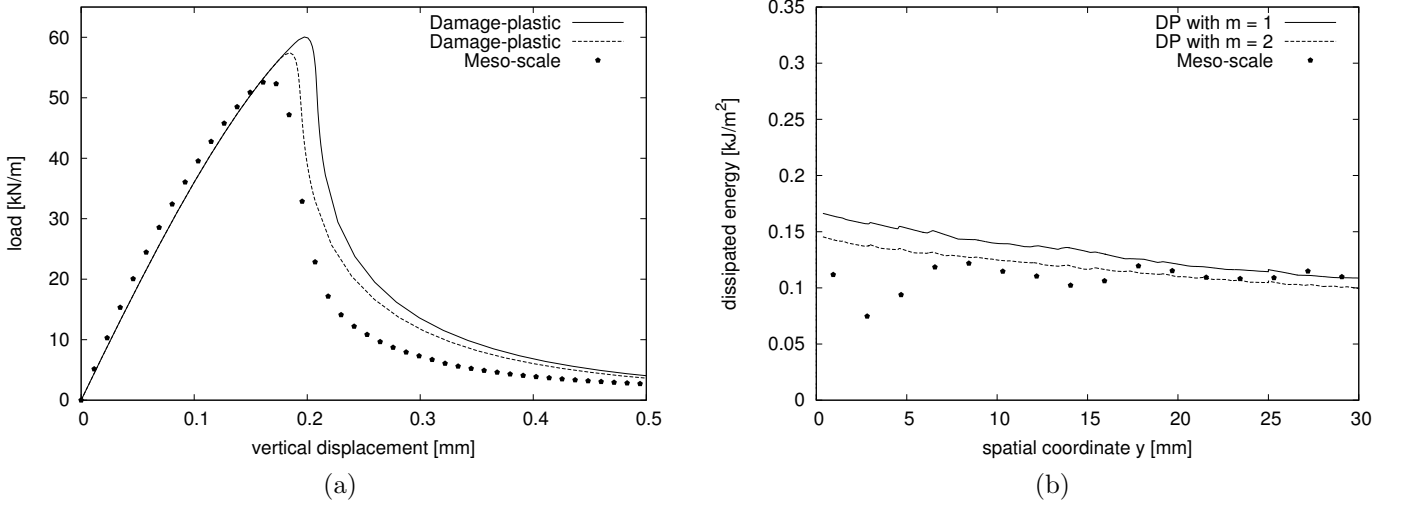 60
50
40
30
20
10
0
load [kN/m]
Damage-plastic
Damage-plastic
Meso-scale
0 0.1 0.2 0.3 0.4 0.5
vertical displacement [mm]
(a)
0.35
0.3
0.25
0.2
0.15
0.1
0.05
0
dissipated energy [kJ/m²]
DP with m = 1
DP with m = 2
Meso-scale
0 5 10 15 20 25 30
spatial coordinate y [mm]
(b)